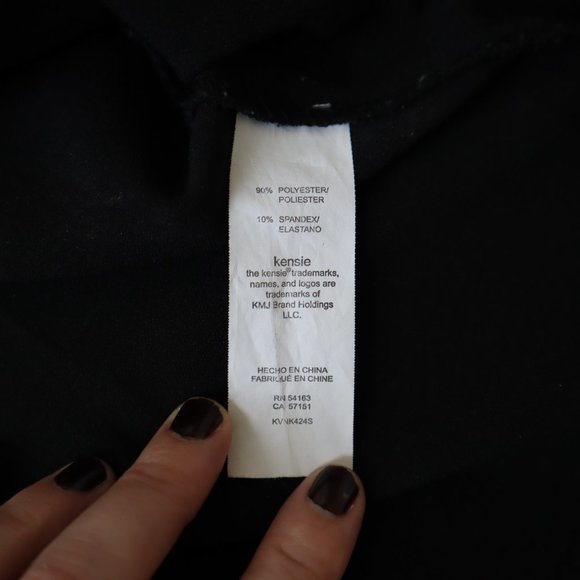 90% POLYESTER/
POLIESTER
10% SPANDEX/
ELASTANO
kensie
the kensie® trademarks,
names, and logos are
trademarks of
KMJ Brand Holdings
LLC.
HECHO EN CHINA
FABRIQUÉ EN CHINE
RN 54163
CA 57151
KVNK424S